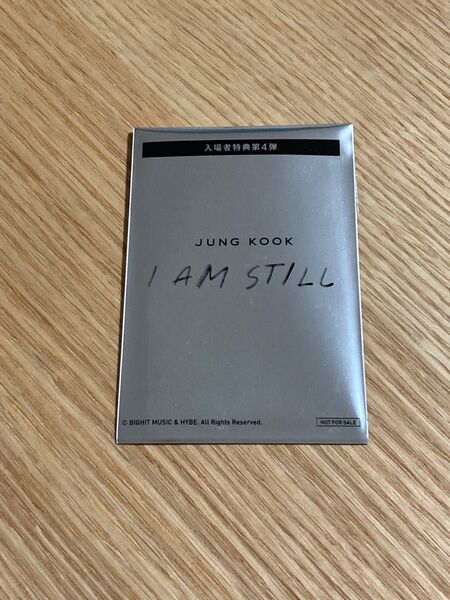 入場者特典第4弾
JUNG KOOK
I AM STILL
© BIGHIT MUSIC & HYBE. All Rights Reserved.
NOT FOR SALE